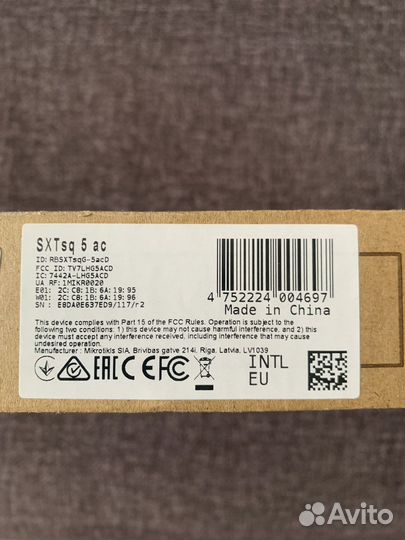 SXTsq 5 ac
ID: RBSXTsqG-5acD
FCC ID: TV7LHG5ACD
IC: 7442A-LHG5ACD
UA RF: 1MIKR0020
E01: 2C: C8: 1B: 6A: 19: 95
W01: 2C: C8: 1B: 6A: 19: 96
SN : E8DA0E637ED9/117/r2
4 752224 004697
Made in China
This device complies with Part 15 of the FCC Rules. Operation is subject to the
following two conditions: 1) this device may not cause harmful interference, and 2) this
device must accept any interference received, including interference that may cause
undesired operation.
Manufacturer : Mikrotikls SIA, Brivibas gatve 214i, Riga, Latvia, LV1039
CE EAC FC
INTL
EU
Avito